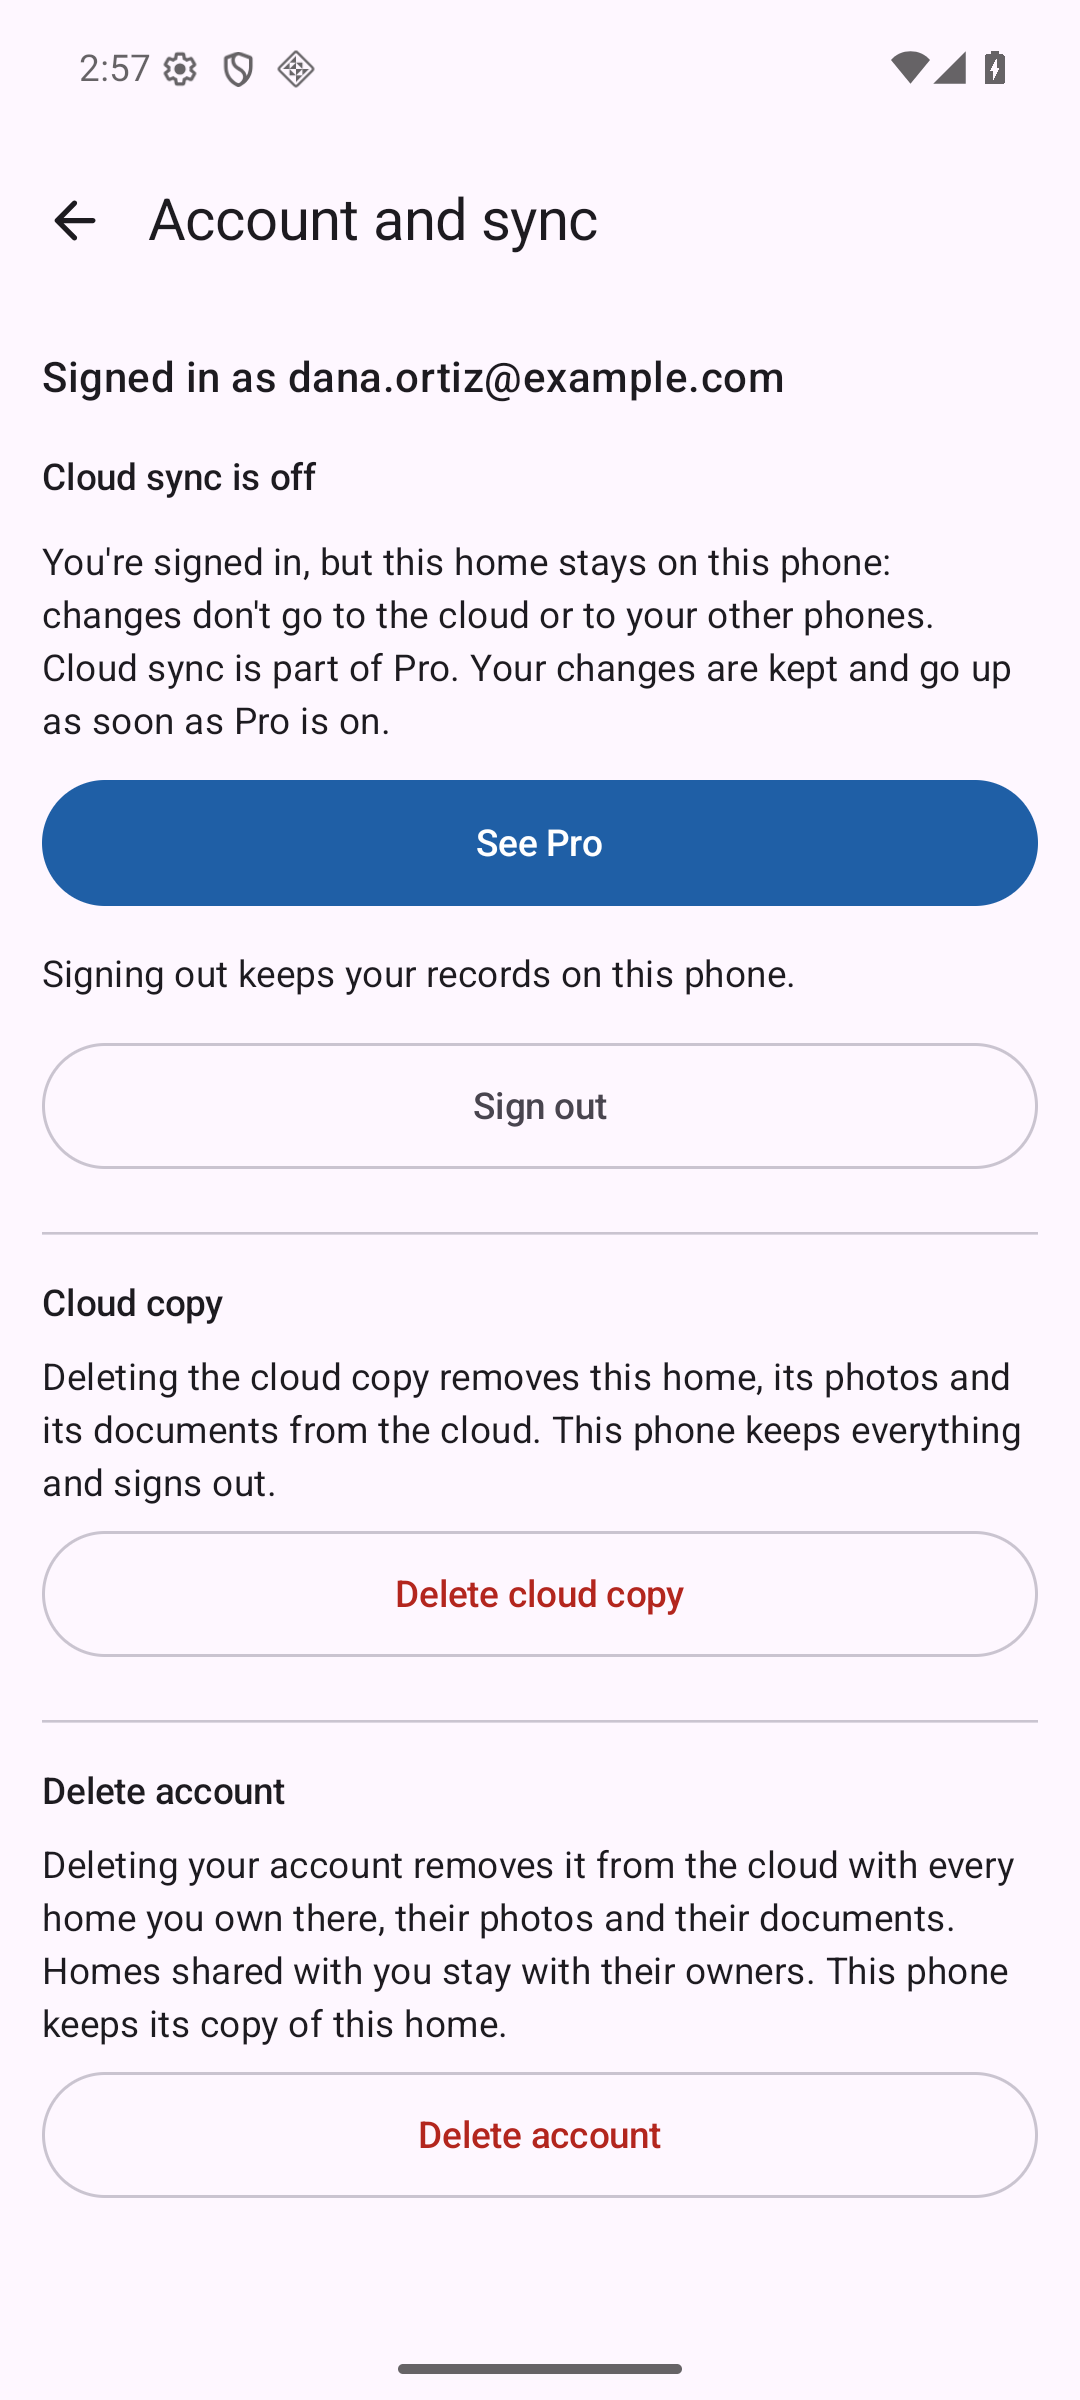 2:57
Account and sync
Signed in as dana.ortiz@example.com
Cloud sync is off
You're signed in, but this home stays on this phone:
changes don't go to the cloud or to your other phones.
Cloud sync is part of Pro. Your changes are kept and go up
as soon as Pro is on.
See Pro
Signing out keeps your records on this phone.
Sign out
Cloud copy
Deleting the cloud copy removes this home, its photos and
its documents from the cloud. This phone keeps everything
and signs out.
Delete cloud copy
Delete account
Deleting your account removes it from the cloud with every
home you own there, their photos and their documents.
Homes shared with you stay with their owners. This phone
keeps its copy of this home.
Delete account